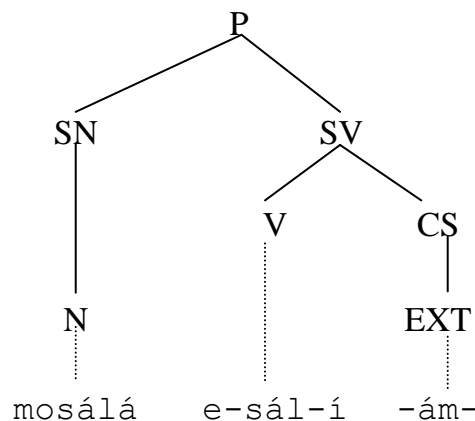 P
SN SV
V CS
N EXT
mosálá e-sál-í -ám-